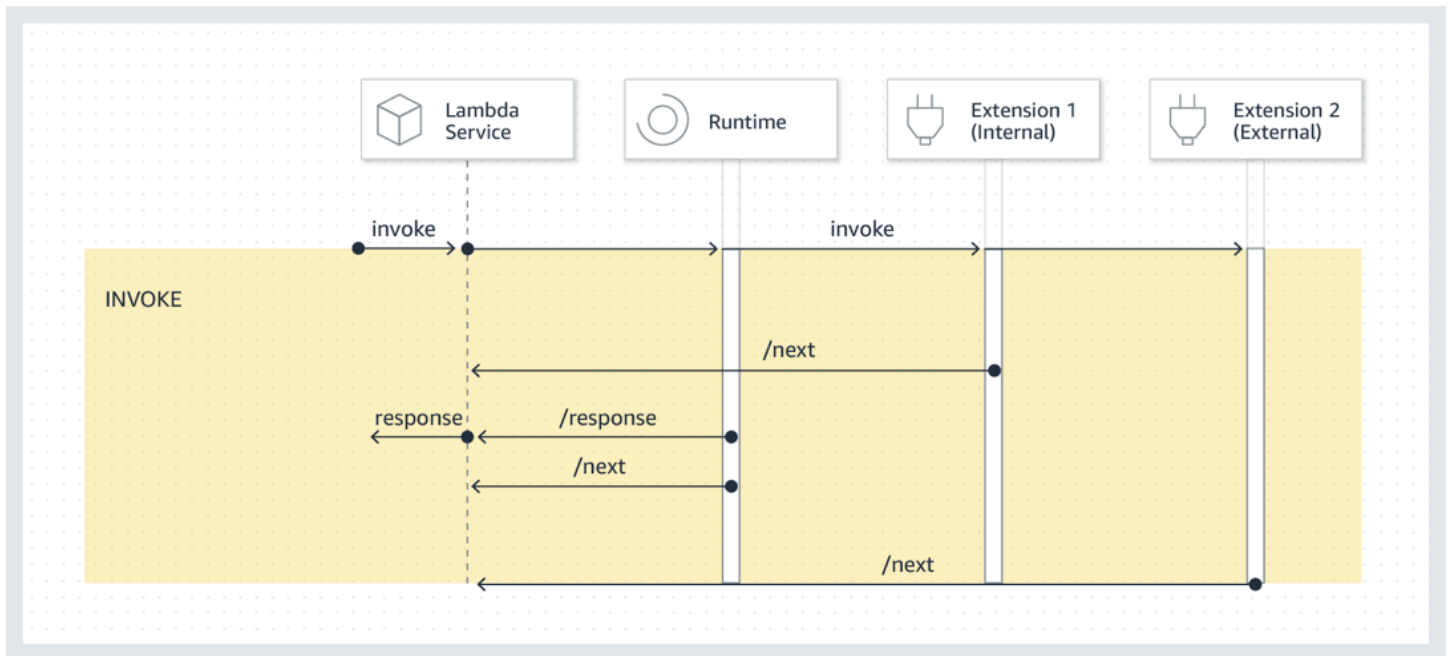 Lambda
Service
Runtime
Extension 1
(Internal)
Extension 2
(External)
invoke
invoke
INVOKE
/next
response
/response
/next
/next